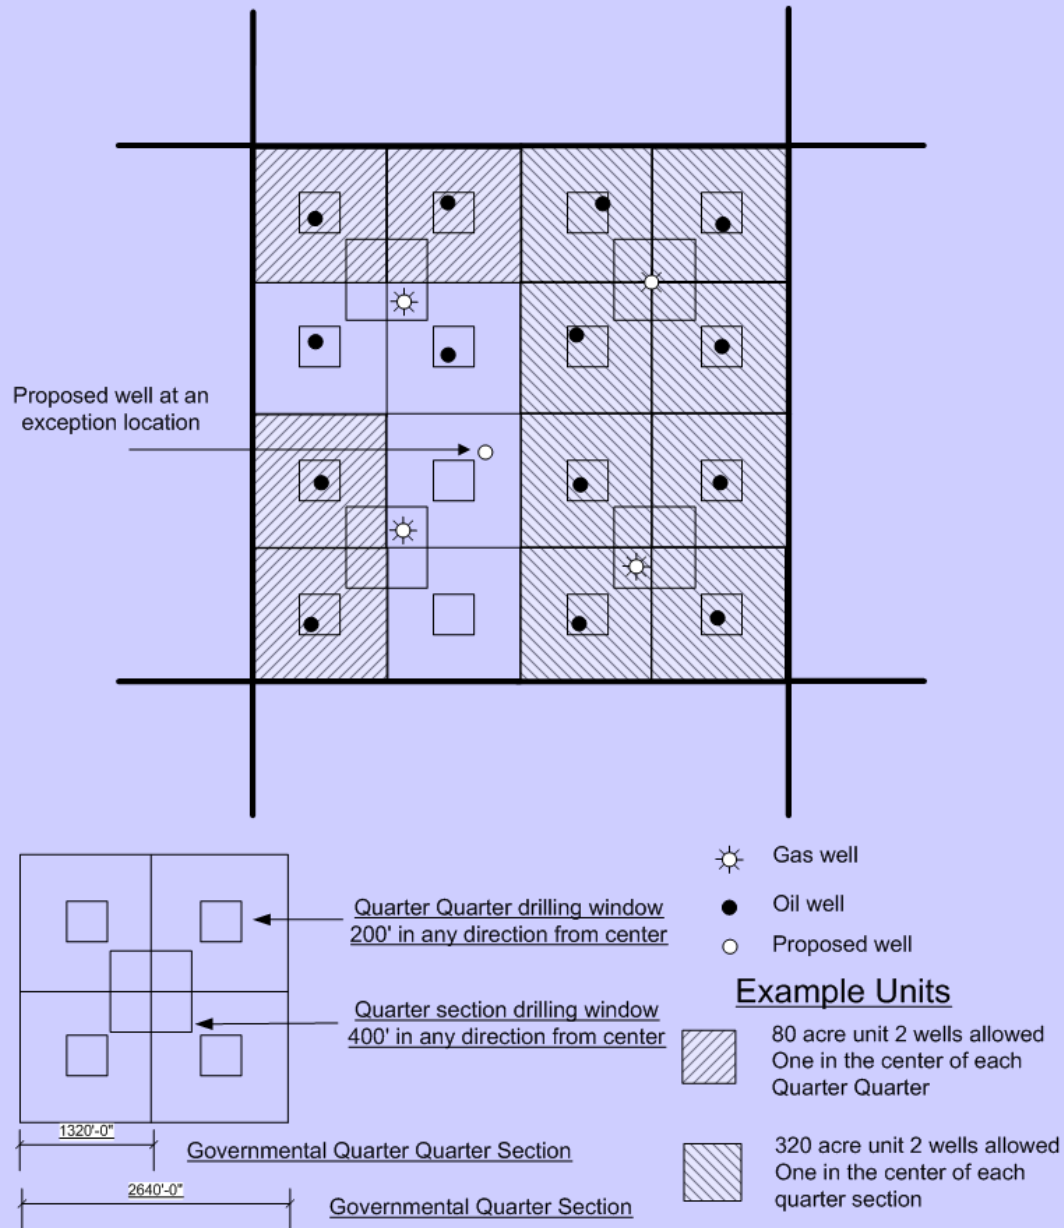 Proposed well at an
exception location
Gas well
Quarter Quarter drilling window
200' in any direction from center
Oil well
Proposed well
Example Units
Quarter section drilling window
400' in any direction from center
80 acre unit 2 wells allowed
One in the center of each
Quarter Quarter
1320'-0"
Governmental Quarter Quarter Section
320 acre unit 2 wells allowed
One in the center of each
quarter section
2640'-0"
Governmental Quarter Section